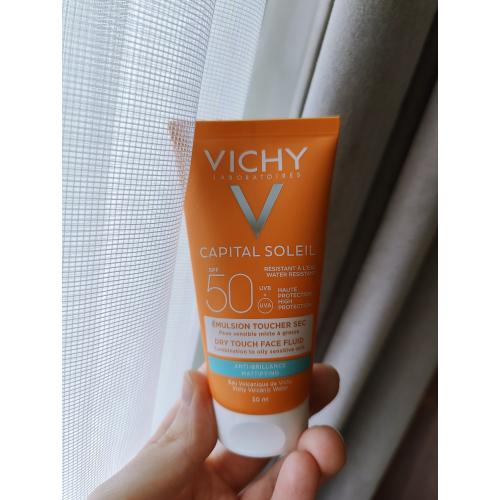 VICHY
LABORATOIRES
CAPITAL SOLEIL
SPF
50
UVB
+
UVA
RÉSISTANT À L'EAU
WATER RESISTANT
HAUTE
PROTECTION
HIGH
PROTECTION
ÉMULSION TOUCHER SEC
Peau sensible mixte à grasse
DRY TOUCH FACE FLUID
Combination to oily sensitive skin
ANTI-BRILLANCE
MATTIFYING
Eau Volcanique de Vichy
Vichy Volcanic Water
50 ml